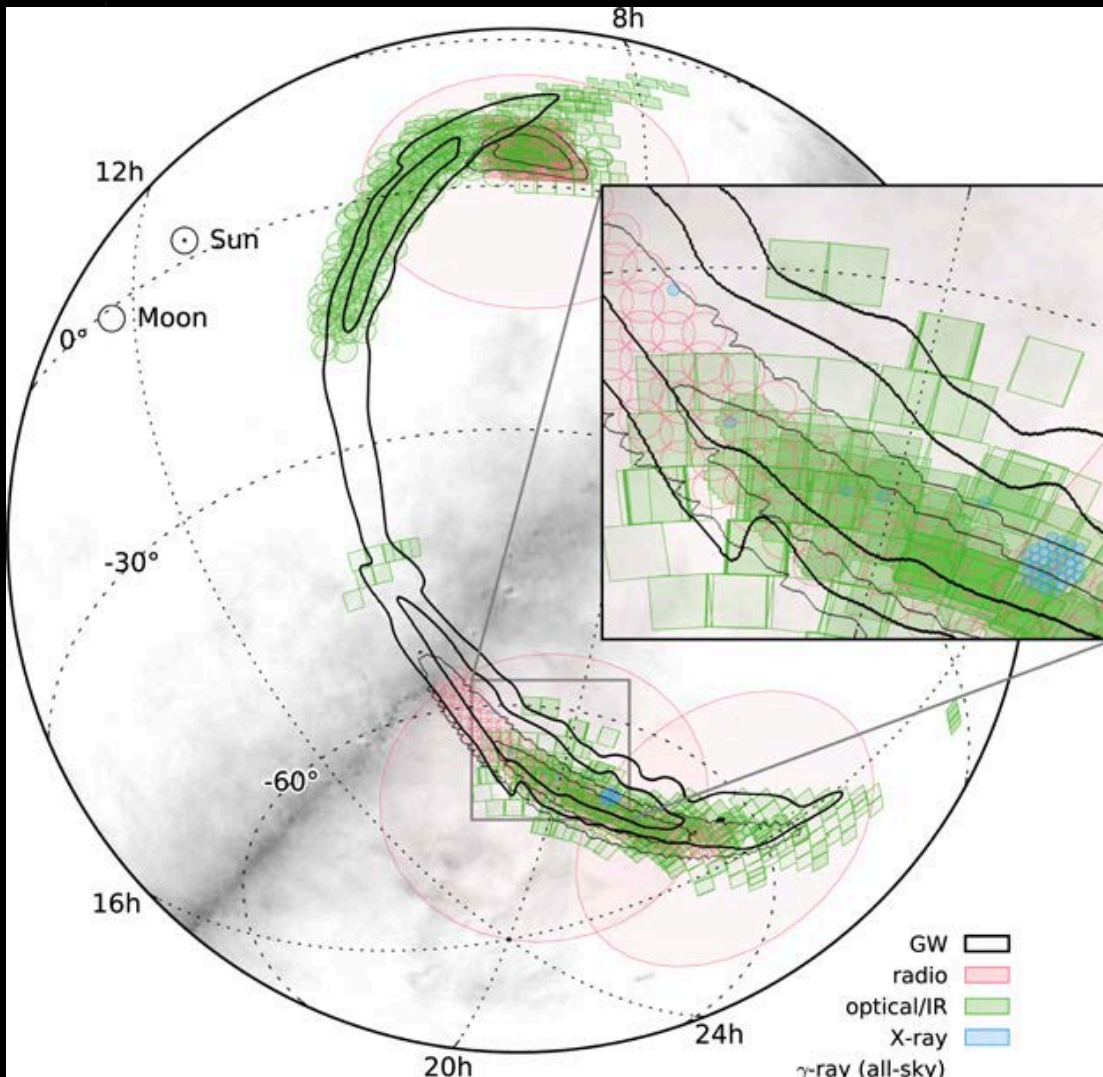 8h
12h
Sun
Moon
0°
-30°
-60°
16h
20h
24h
GW
radio
optical/IR
X-ray
γ-ray (all-sky)